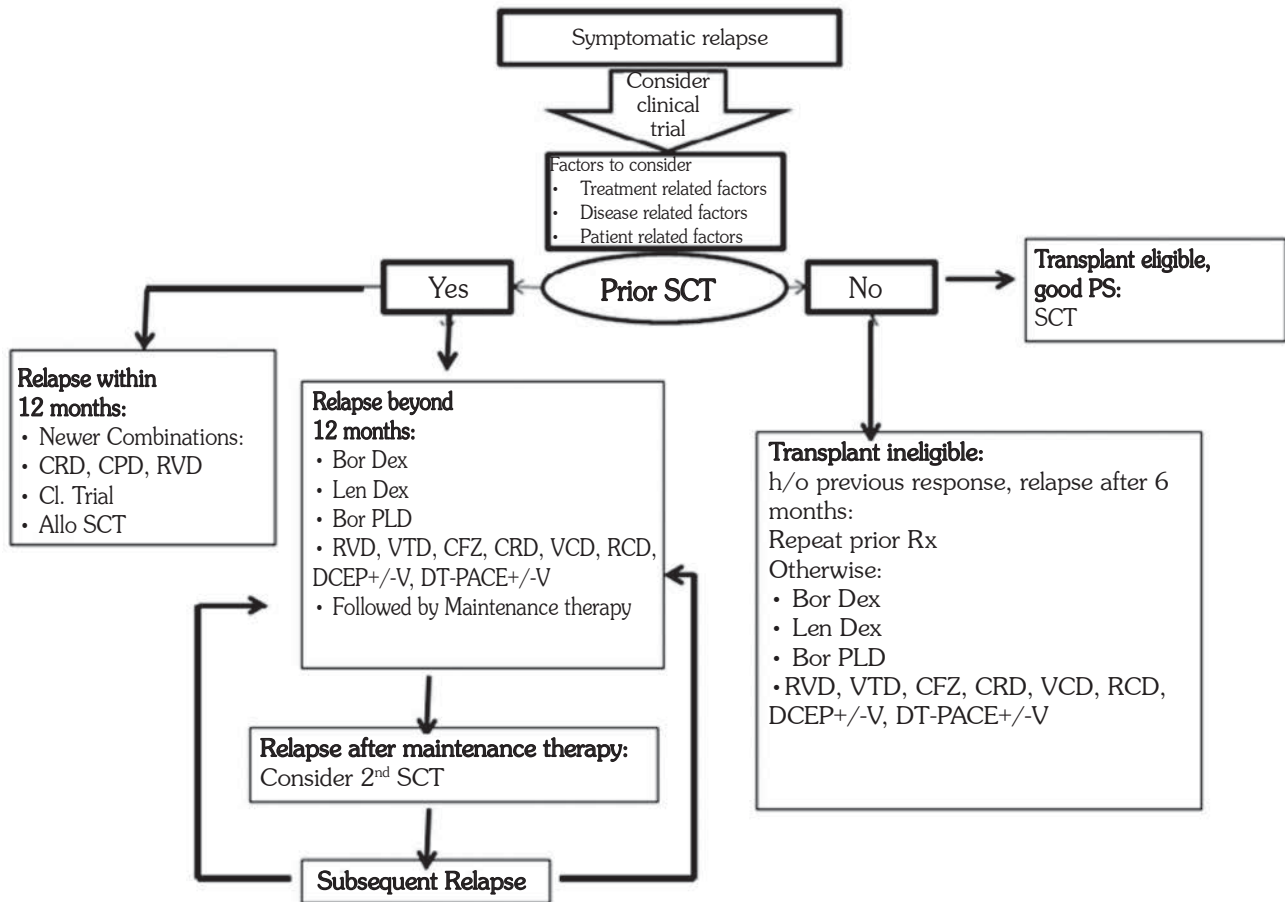 Symptomatic relapse
Consider
clinical
trial
Factors to consider
• Treatment related factors
• Disease related factors
• Patient related factors
Yes
Prior SCT
No
Transplant eligible,
good PS:
SCT
Relapse within
12 months:
• Newer Combinations:
• CRD, CPD, RVD
• Cl. Trial
• Allo SCT
Relapse beyond
12 months:
• Bor Dex
• Len Dex
• Bor PLD
• RVD, VTD, CFZ, CRD, VCD, RCD,
DCEP+/-V, DT-PACE+/-V
• Followed by Maintenance therapy
Transplant ineligible:
h/o previous response, relapse after 6
months:
Repeat prior Rx
Otherwise:
• Bor Dex
• Len Dex
• Bor PLD
•RVD, VTD, CFZ, CRD, VCD, RCD,
DCEP+/-V, DT-PACE+/-V
Relapse after maintenance therapy:
Consider 2nd SCT
Subsequent Relapse